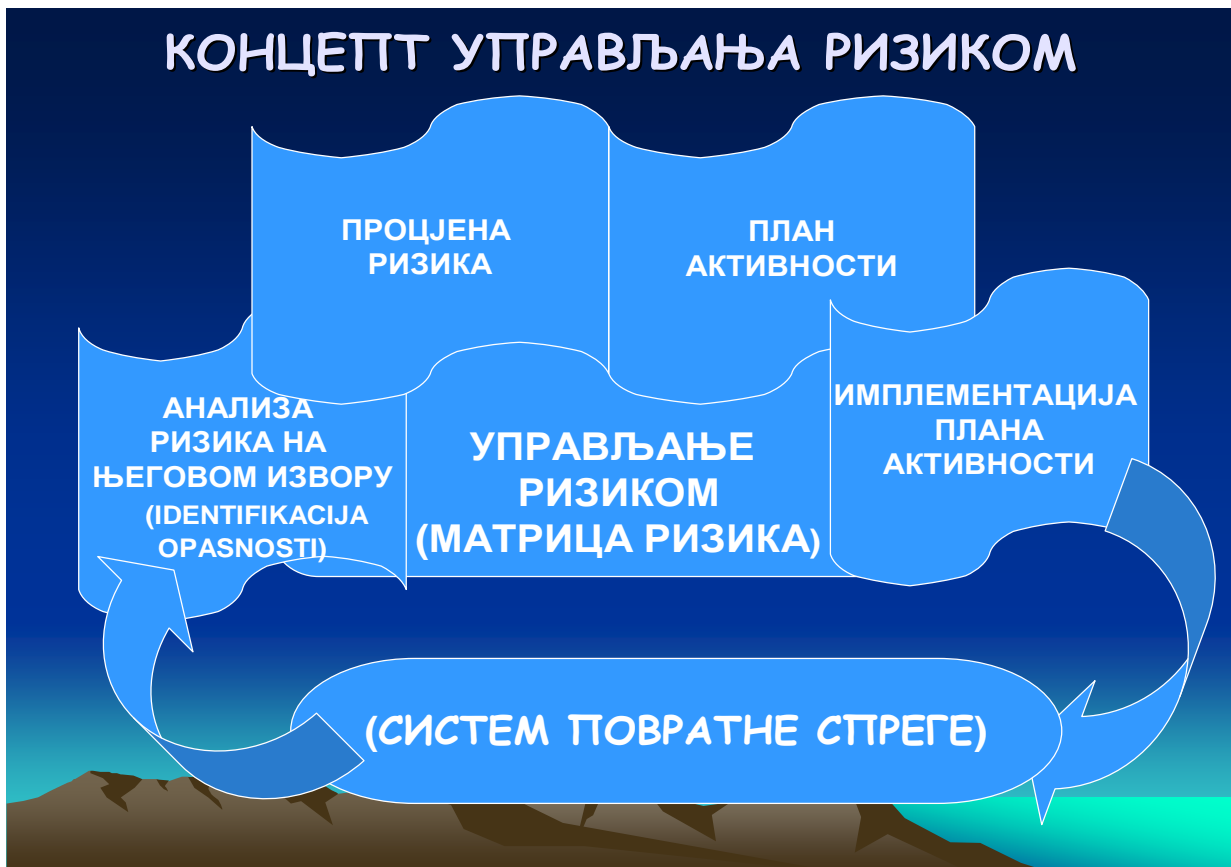 КОНЦЕПТ УПРАВЉАЊА РИЗИКОМ
ПРОЦЈЕНА
РИЗИКА
ПЛАН
АКТИВНОСТИ
АНАЛИЗА
РИЗИКА НА
ЊЕГОВОМ ИЗВОРУ
(IDENTIFIKACIJA
OPASNOSTI)
УПРАВЉАЊЕ
РИЗИКОМ
(МАТРИЦА РИЗИКА)
ИМПЛЕМЕНТАЦИЈА
ПЛАНА
АКТИВНОСТИ
(СИСТЕМ ПОВРАТНЕ СПРЕГЕ)